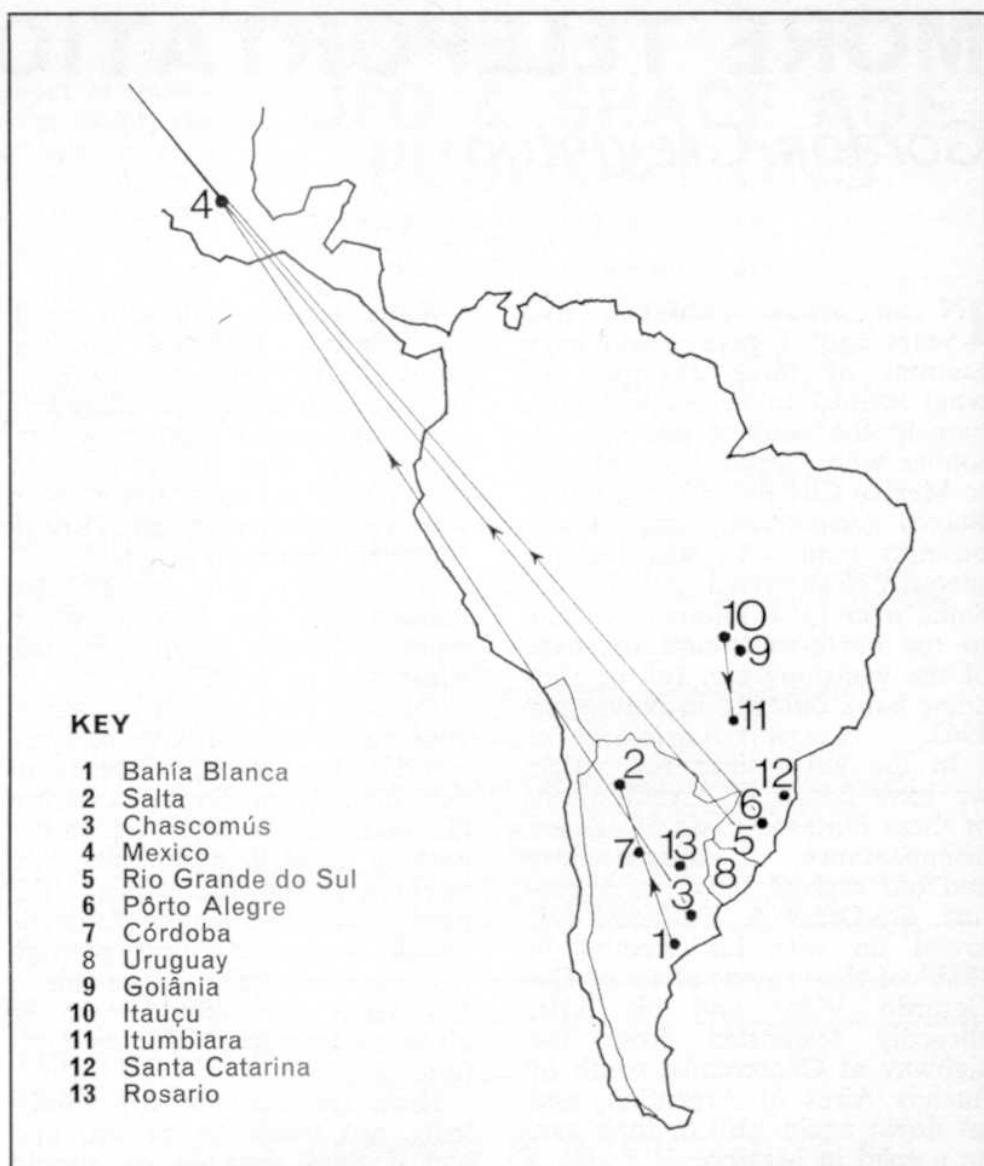 4
10
9
11
2
12
6
5
7
13
8
3
1
KEY
1 Bahía Blanca
2 Salta
3 Chascomús
4 Mexico
5 Rio Grande do Sul
6 Pôrto Alegre
7 Córdoba
8 Uruguay
9 Goiânia
10 Itauçu
11 Itumbiara
12 Santa Catarina
13 Rosario